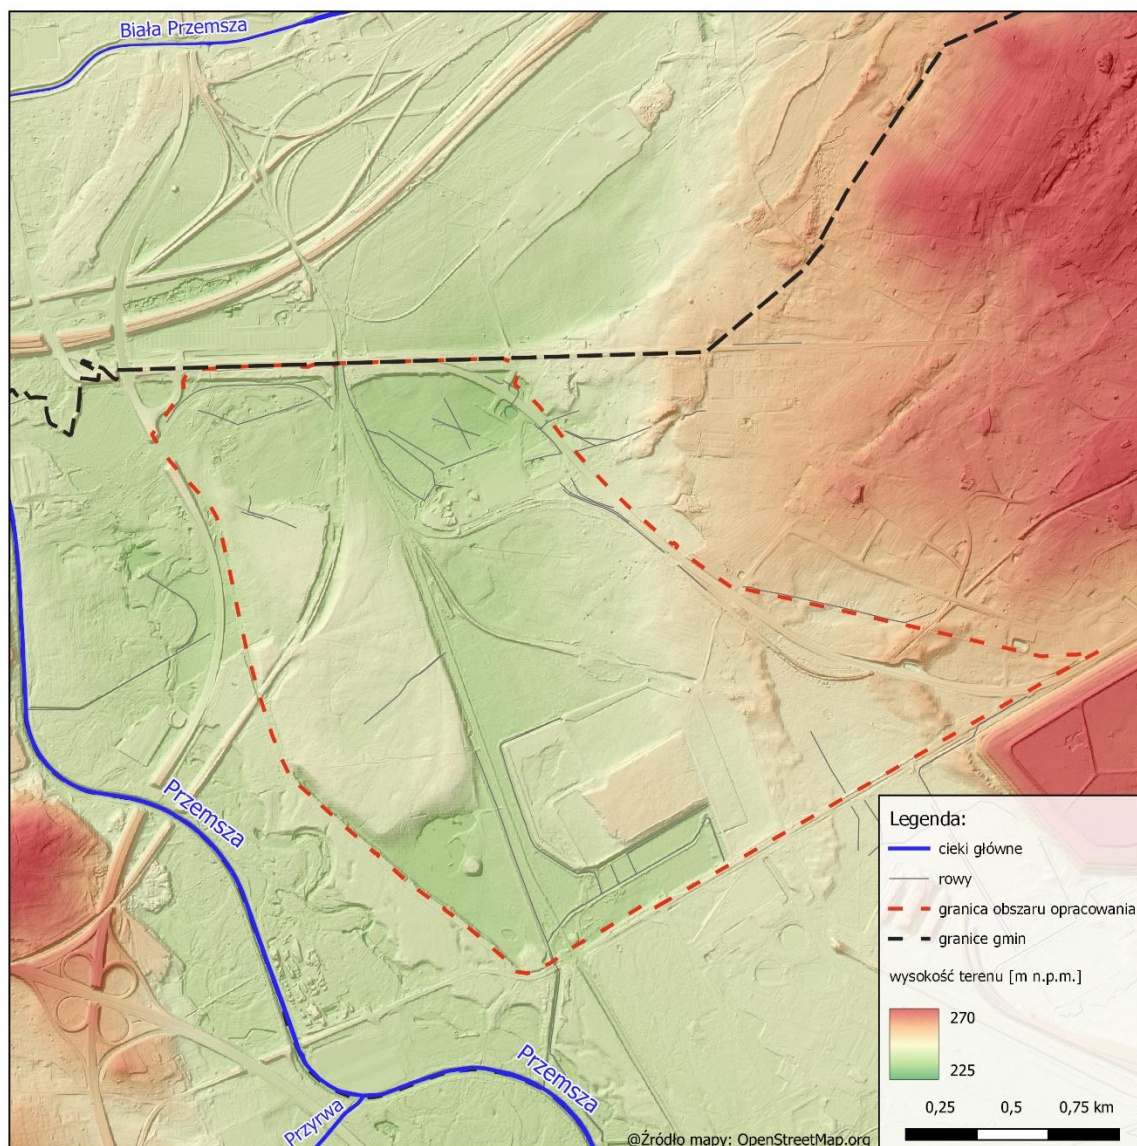 Biała Przemsza
Przemsza
Przemsza
Przyrwa
Legenda:
cieki główne
rowy
granica obszaru opracowania
granice gmin
wysokość terenu [m n.p.m.]
270
225
0,25 0,5 0,75 km
@Źródło mapy: OpenStreetMap.org